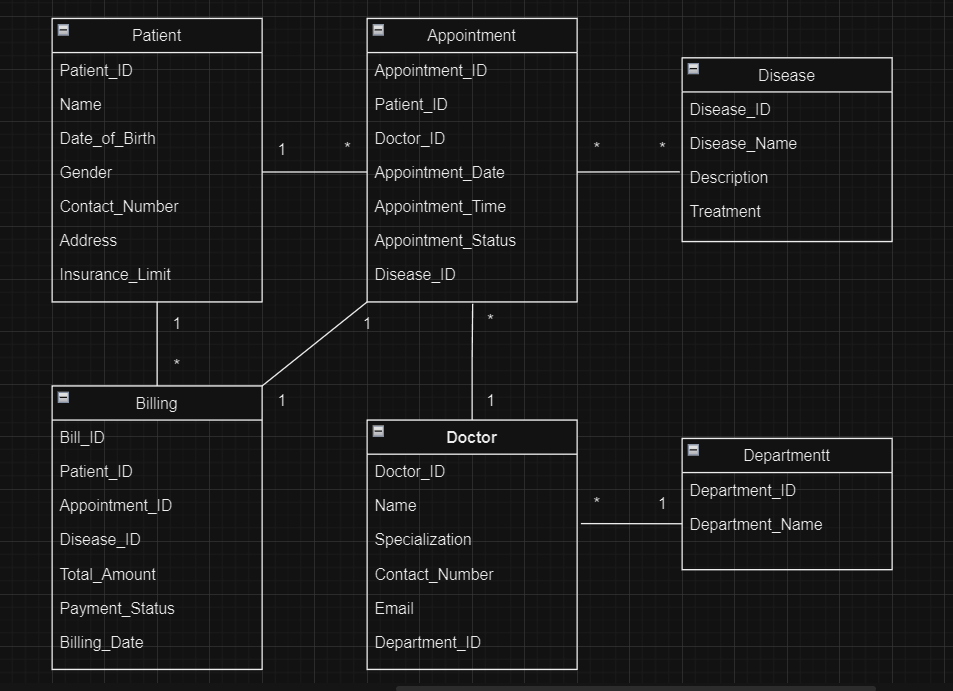 Patient
Patient_ID
Name
Date_of_Birth
Gender
Contact_Number
Address
Insurance_Limit
1
*
Appointment
Appointment_ID
Patient_ID
Doctor_ID
Appointment_Date
Appointment_Time
Appointment_Status
Disease_ID
*
*
Disease
Disease_ID
Disease_Name
Description
Treatment
1
*
1
1
*
1
Billing
Bill_ID
Patient_ID
Appointment_ID
Disease_ID
Total_Amount
Payment_Status
Billing_Date
Doctor
Doctor_ID
Name
Specialization
Contact_Number
Email
Department_ID
*
1
Departmentt
Department_ID
Department_Name